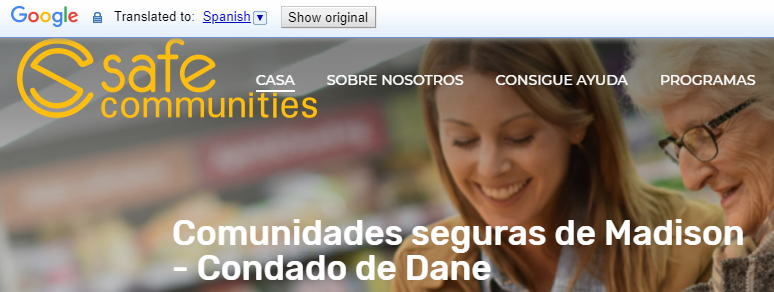 Google Translated to: Spanish Show original
safe
communities
CASA SOBRE NOSOTROS CONSIGUE AYUDA PROGRAMAS
Comunidades seguras de Madison
- Condado de Dane